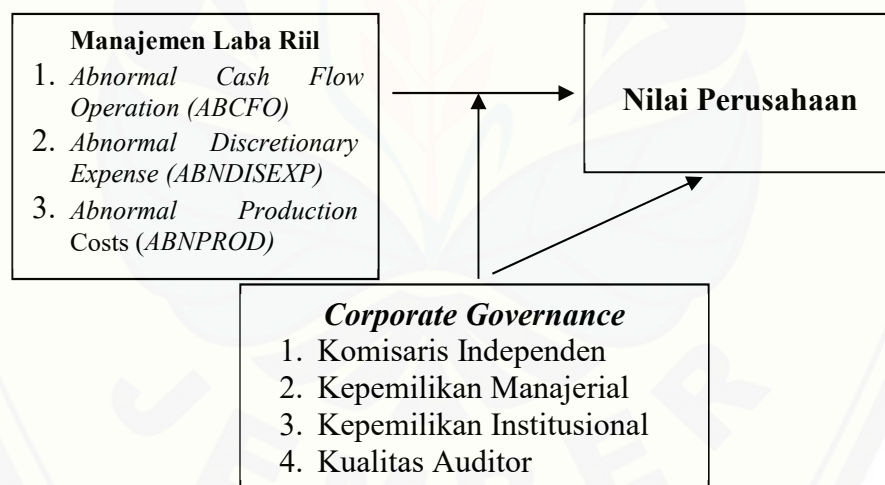 Manajemen Laba Riil
1. Abnormal Cash Flow
Operation (ABCFO)
2. Abnormal Discretionary
Expense (ABNDISEXP)
3. Abnormal Production
Costs (ABNPROD)
Nilai Perusahaan
Corporate Governance
1. Komisaris Independen
2. Kepemilikan Manajerial
3. Kepemilikan Institusional
4. Kualitas Auditor